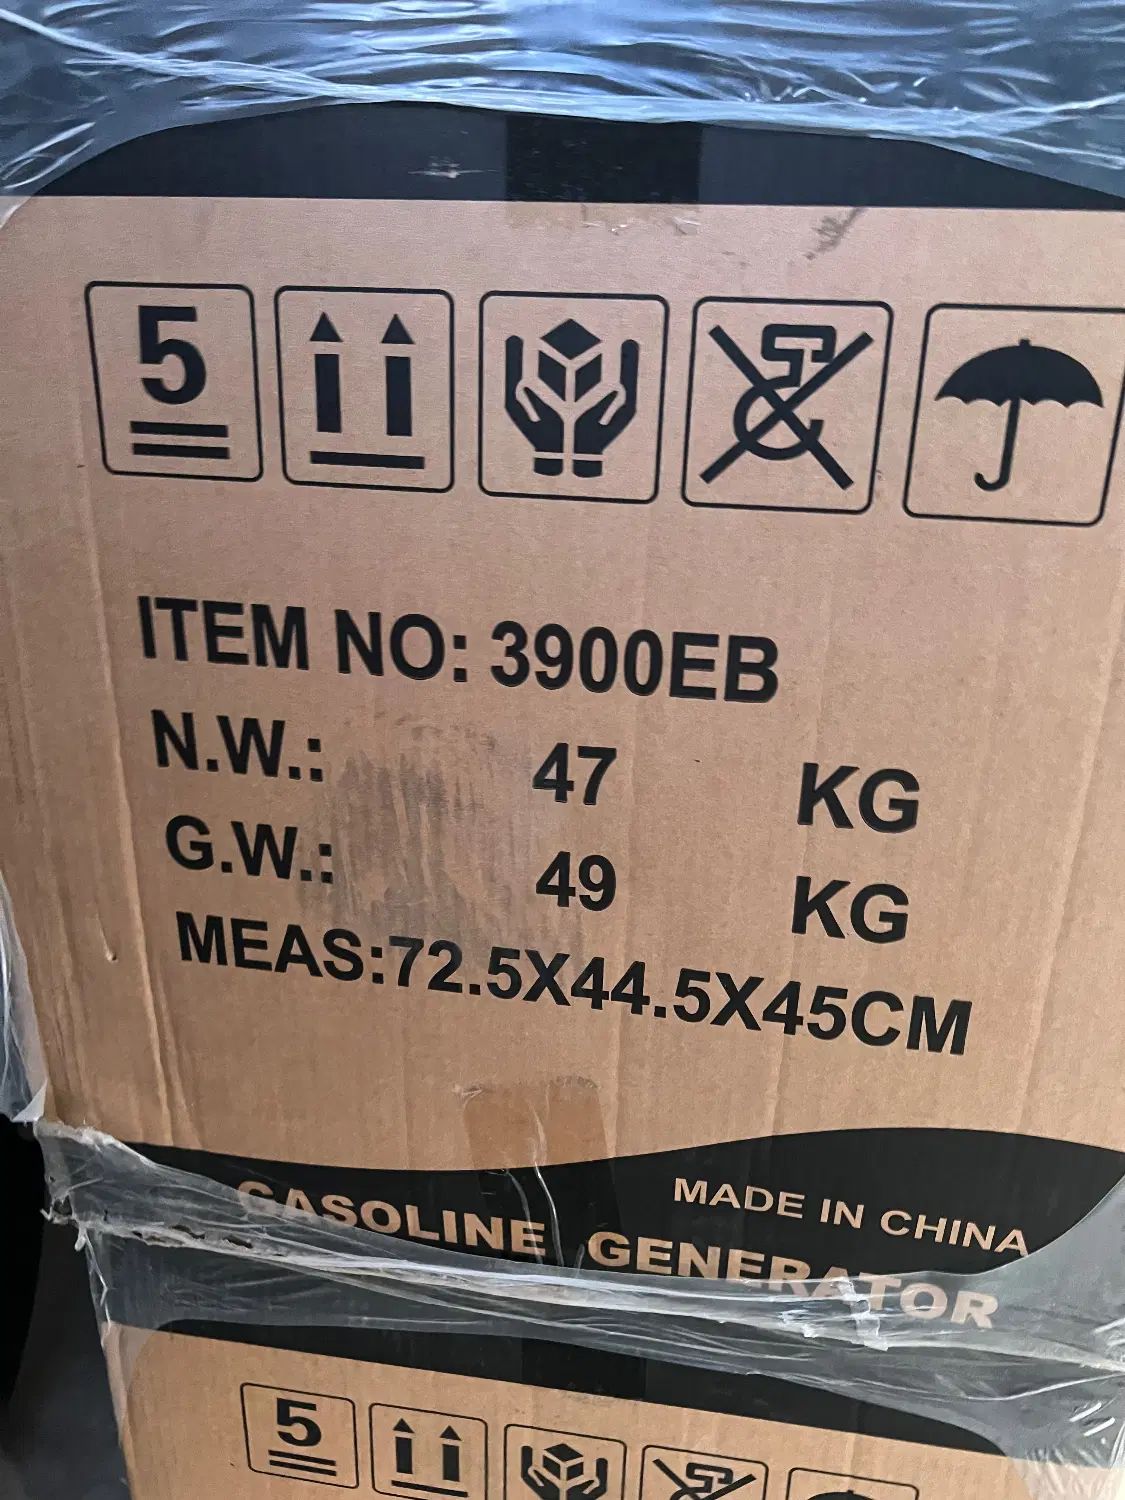 5
ITEM NO: 3900EB
N.W.: 47 KG
G.W.: 49 KG
MEAS:72.5X44.5X45CM
MADE IN CHINA
GASOLINE GENERATOR
5